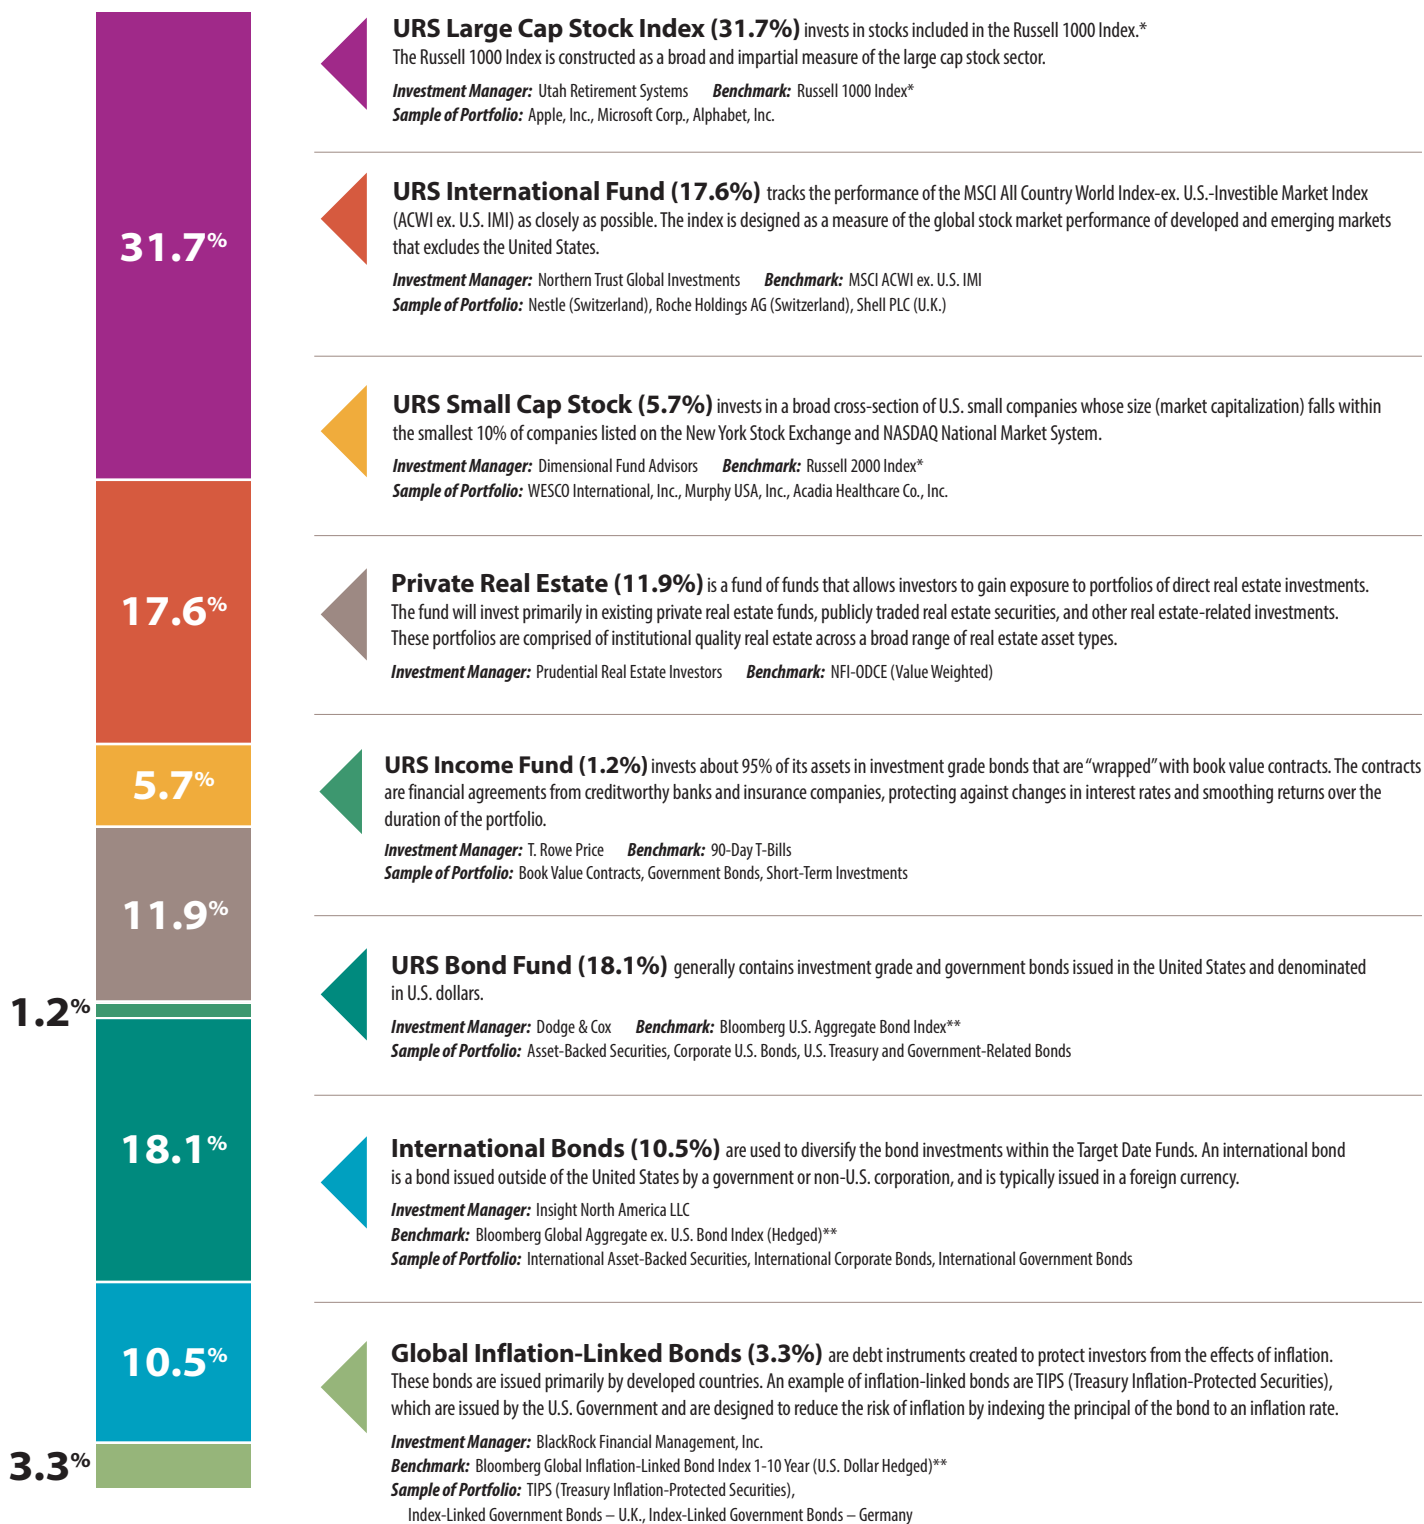 31.7%
17.6%
5.7%
11.9%
1.2%
18.1%
10.5%
3.3%
URS Large Cap Stock Index (31.7%) invests in stocks included in the Russell 1000 Index.*
The Russell 1000 Index is constructed as a broad and impartial measure of the large cap stock sector.
Investment Manager: Utah Retirement Systems Benchmark: Russell 1000 Index*
Sample of Portfolio: Apple, Inc., Microsoft Corp., Alphabet, Inc.
URS International Fund (17.6%) tracks the performance of the MSCI All Country World Index-ex. U.S.-Investible Market Index
(ACWI ex. U.S. IMI) as closely as possible. The index is designed as a measure of the global stock market performance of developed and emerging markets
that excludes the United States.
Investment Manager: Northern Trust Global Investments Benchmark: MSCI ACWI ex. U.S. IMI
Sample of Portfolio: Nestle (Switzerland), Roche Holdings AG (Switzerland), Shell PLC (U.K.)
URS Small Cap Stock (5.7%) invests in a broad cross-section of U.S. small companies whose size (market capitalization) falls within
the smallest 10% of companies listed on the New York Stock Exchange and NASDAQ National Market System.
Investment Manager: Dimensional Fund Advisors Benchmark: Russell 2000 Index*
Sample of Portfolio: WESCO International, Inc., Murphy USA, Inc., Acadia Healthcare Co., Inc.
Private Real Estate (11.9%) is a fund of funds that allows investors to gain exposure to portfolios of direct real estate investments.
The fund will invest primarily in existing private real estate funds, publicly traded real estate securities, and other real estate-related investments.
These portfolios are comprised of institutional quality real estate across a broad range of real estate asset types.
Investment Manager: Prudential Real Estate Investors Benchmark: NFI-ODCE (Value Weighted)
URS Income Fund (1.2%) invests about 95% of its assets in investment grade bonds that are “wrapped” with book value contracts. The contracts
are financial agreements from creditworthy banks and insurance companies, protecting against changes in interest rates and smoothing returns over the
duration of the portfolio.
Investment Manager: T. Rowe Price Benchmark: 90-Day T-Bills
Sample of Portfolio: Book Value Contracts, Government Bonds, Short-Term Investments
URS Bond Fund (18.1%) generally contains investment grade and government bonds issued in the United States and denominated
in U.S. dollars.
Investment Manager: Dodge & Cox Benchmark: Bloomberg U.S. Aggregate Bond Index**
Sample of Portfolio: Asset-Backed Securities, Corporate U.S. Bonds, U.S. Treasury and Government-Related Bonds
International Bonds (10.5%) are used to diversify the bond investments within the Target Date Funds. An international bond
is a bond issued outside of the United States by a government or non-U.S. corporation, and is typically issued in a foreign currency.
Investment Manager: Insight North America LLC
Benchmark: Bloomberg Global Aggregate ex. U.S. Bond Index (Hedged)**
Sample of Portfolio: International Asset-Backed Securities, International Corporate Bonds, International Government Bonds
Global Inflation-Linked Bonds (3.3%) are debt instruments created to protect investors from the effects of inflation.
These bonds are issued primarily by developed countries. An example of inflation-linked bonds are TIPS (Treasury Inflation-Protected Securities),
which are issued by the U.S. Government and are designed to reduce the risk of inflation by indexing the principal of the bond to an inflation rate.
Investment Manager: BlackRock Financial Management, Inc.
Benchmark: Bloomberg Global Inflation-Linked Bond Index 1-10 Year (U.S. Dollar Hedged)**
Sample of Portfolio: TIPS (Treasury Inflation-Protected Securities),
Index-Linked Government Bonds – U.K., Index-Linked Government Bonds – Germany